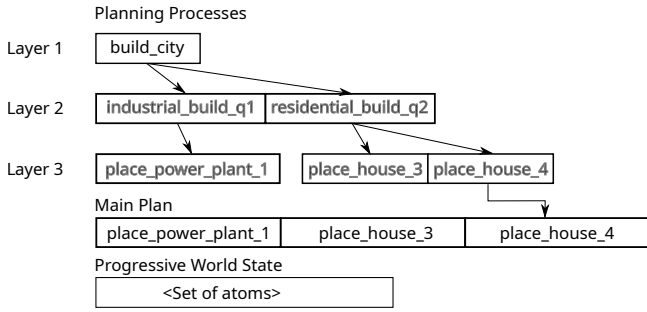 Planning Processes
Layer 1 build_city
Layer 2 industrial_build_q1 residential_build_q2
Layer 3 place_power_plant_1 place_house_3 place_house_4
Main Plan
place_power_plant_1 place_house_3 place_house_4
Progressive World State
<Set of atoms>